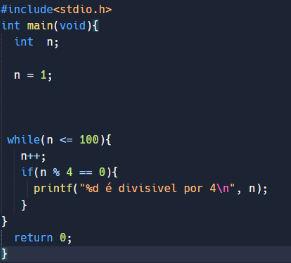 #include<stdio.h>
int main(void){
int n;
n = 1;
while(n <= 100){
n++;
if(n % 4 == 0){
printf("%d é divisivel por 4\n", n);
}
}
return 0;
}